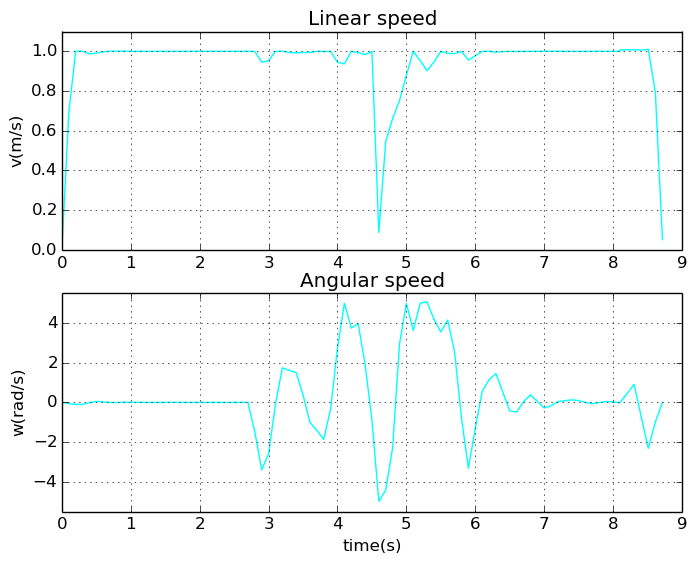 Linear speed
v(m/s)
1.0
0.8
0.6
0.4
0.2
0.0
0 1 2 3 4 5 6 7 8 9
Angular speed
w(rad/s)
4
2
0
−2
−4
0 1 2 3 4 5 6 7 8 9
time(s)